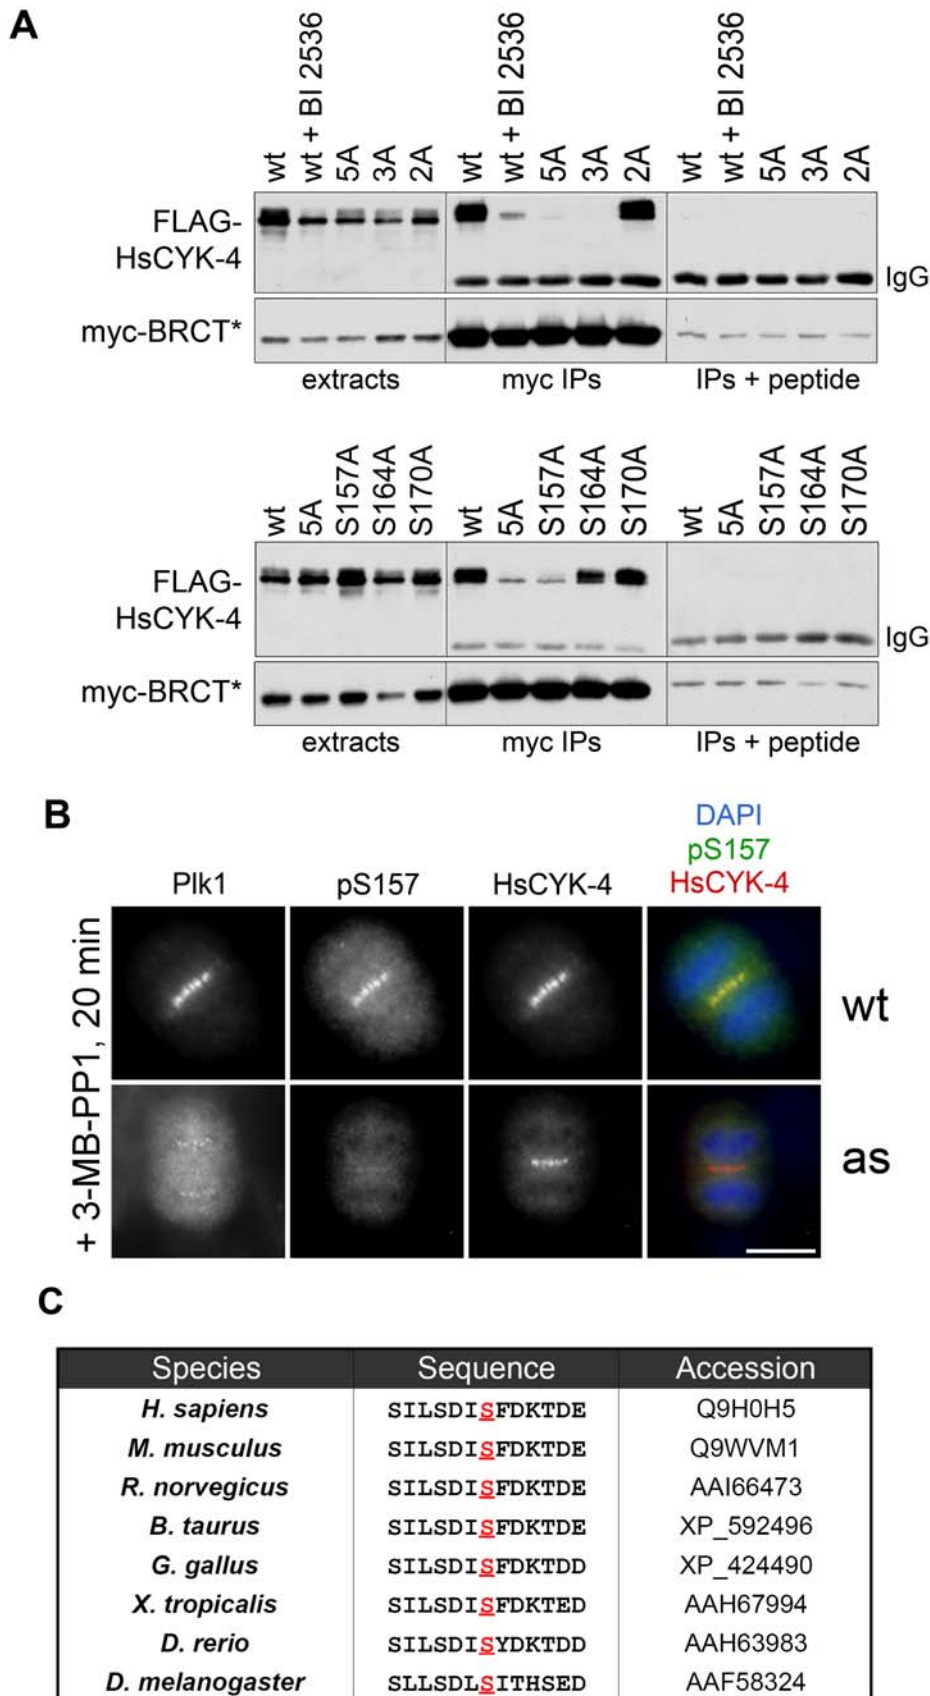 A
wt
wt + BI 2536
5A
3A
2A
wt
wt + BI 2536
5A
3A
2A
wt
wt + BI 2536
5A
3A
2A
FLAG-
HsCYK-4
IgG
myc-BRCT*
extracts
myc IPs
IPs + peptide
wt
5A
S157A
S164A
S170A
wt
5A
S157A
S164A
S170A
wt
5A
S157A
S164A
S170A
FLAG-
HsCYK-4
IgG
myc-BRCT*
extracts
myc IPs
IPs + peptide
B
+ 3-MB-PP1, 20 min
Plk1
pS157
HsCYK-4
DAPI
pS157
HsCYK-4
wt
as
C
Species Sequence Accession
H. sapiens SILSDISFDKTDE Q9H0H5
M. musculus SILSDISFDKTDE Q9WVM1
R. norvegicus SILSDISFDKTDE AAI66473
B. taurus SILSDISFDKTDE XP_592496
G. gallus SILSDISFDKTDD XP_424490
X. tropicalis SILSDISFDKTED AAH67994
D. rerio SILSDISYDKTDD AAH63983
D. melanogaster SLLSDLSITHSED AAF58324